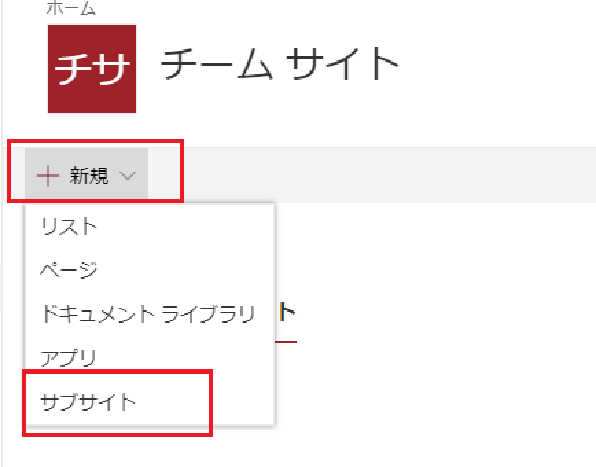 ホーム
チサ
チーム サイト
新規
リスト
ページ
ドキュメント ライブラリ
ト
アプリ
サブサイト